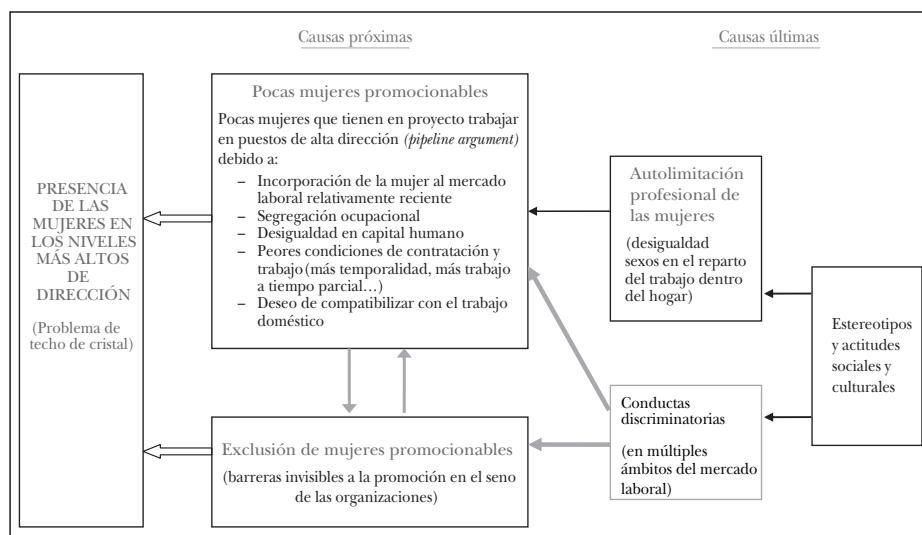 Causas próximas
Causas últimas
PRESENCIA
DE LAS
MUJERES EN
LOS NIVELES
MÁS ALTOS
DE
DIRECCIÓN
(Problema de
techo de cristal)
Pocas mujeres promocionables
Pocas mujeres que tienen en proyecto trabajar
en puestos de alta dirección (pipeline argument)
debido a:
– Incorporación de la mujer al mercado
laboral relativamente reciente
– Segregación ocupacional
– Desigualdad en capital humano
– Peores condiciones de contratación y
trabajo (más temporalidad, más trabajo
a tiempo parcial…)
– Deseo de compatibilizar con el trabajo
doméstico
Exclusión de mujeres promocionables
(barreras invisibles a la promoción en el seno
de las organizaciones)
Autolimitación
profesional de
las mujeres
(desigualdad
sexos en el reparto
del trabajo dentro
del hogar)
Conductas
discriminatorias
(en múltiples
ámbitos del mercado
laboral)
Estereotipos
y actitudes
sociales y
culturales